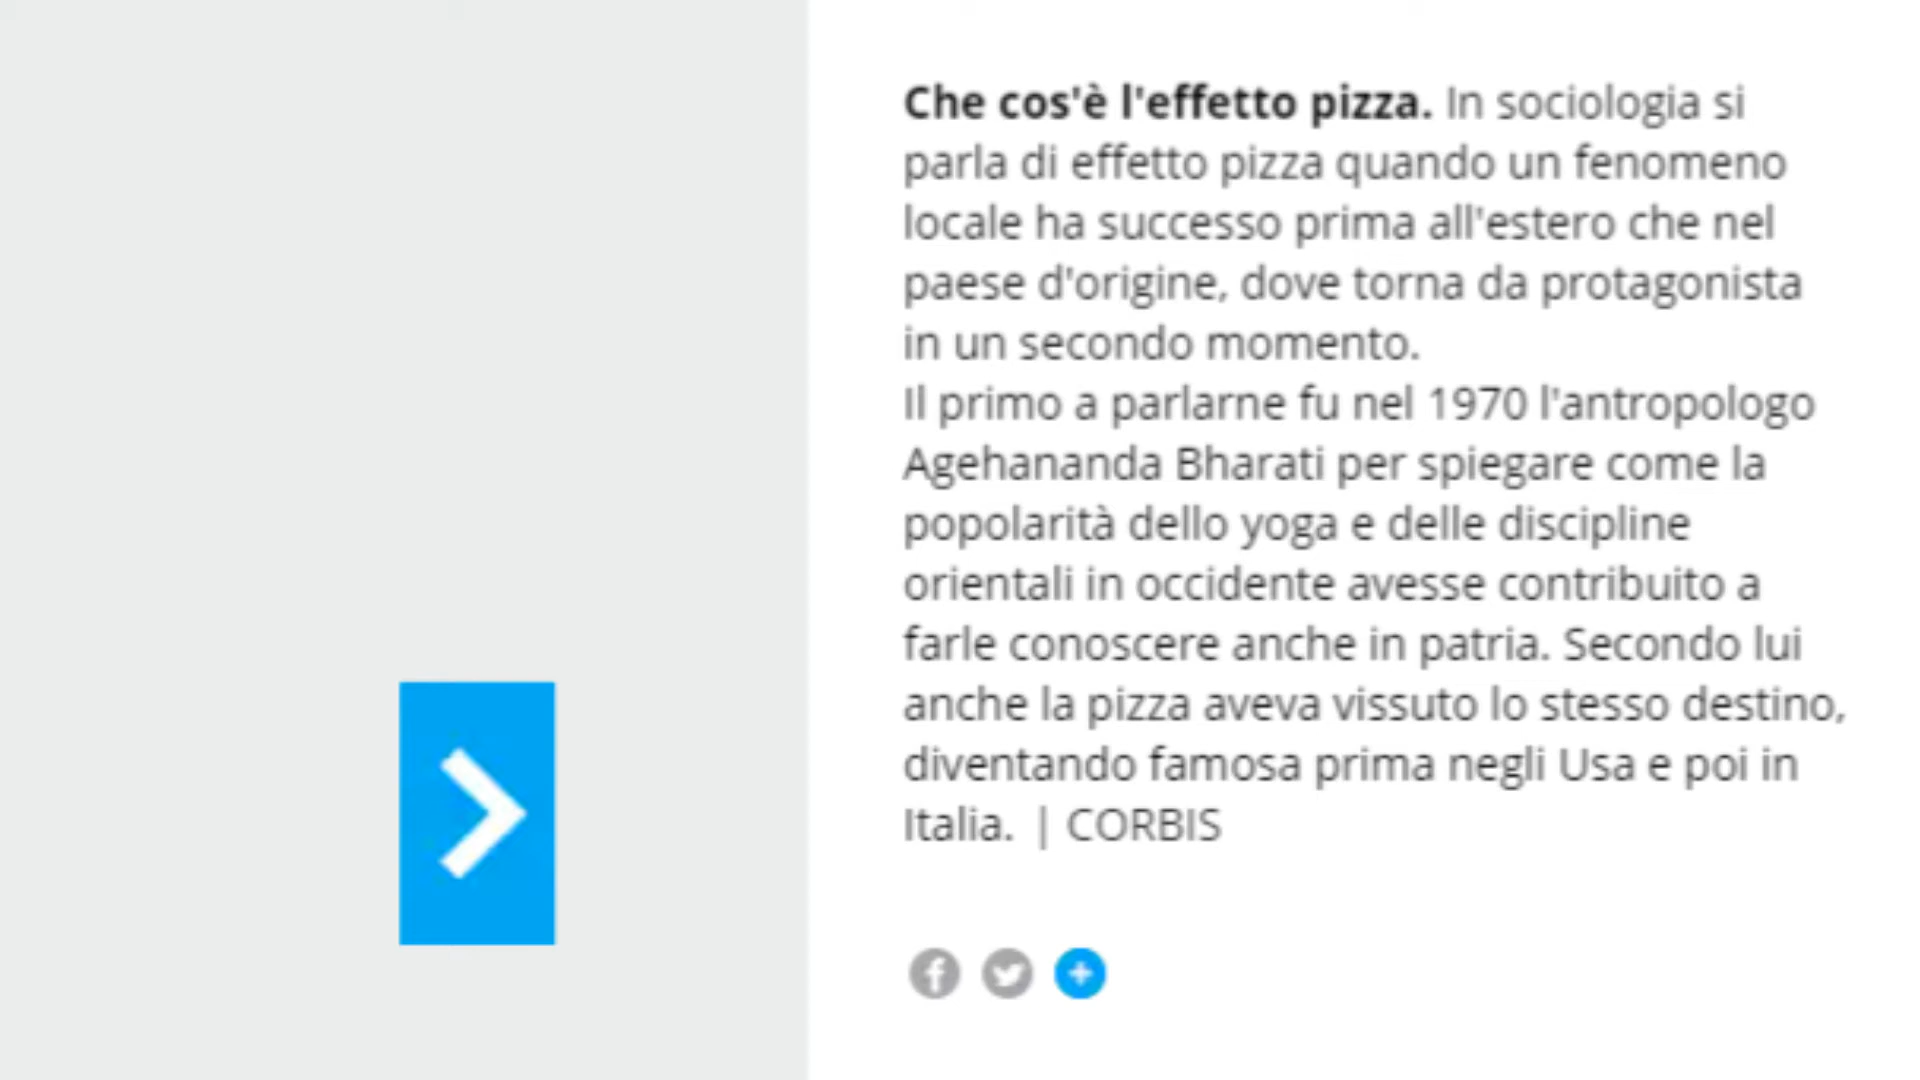 Che cos'è l'effetto pizza. In sociologia si
parla di effetto pizza quando un fenomeno
locale ha successo prima all'estero che nel
paese d'origine, dove torna da protagonista
in un secondo momento.
Il primo a parlarne fu nel 1970 l'antropologo
Agehananda Bharati per spiegare come la
popolarità dello yoga e delle discipline
orientali in occidente avesse contribuito a
farle conoscere anche in patria. Secondo lui
anche la pizza aveva vissuto lo stesso destino,
diventando famosa prima negli Usa e poi in
Italia. | CORBIS